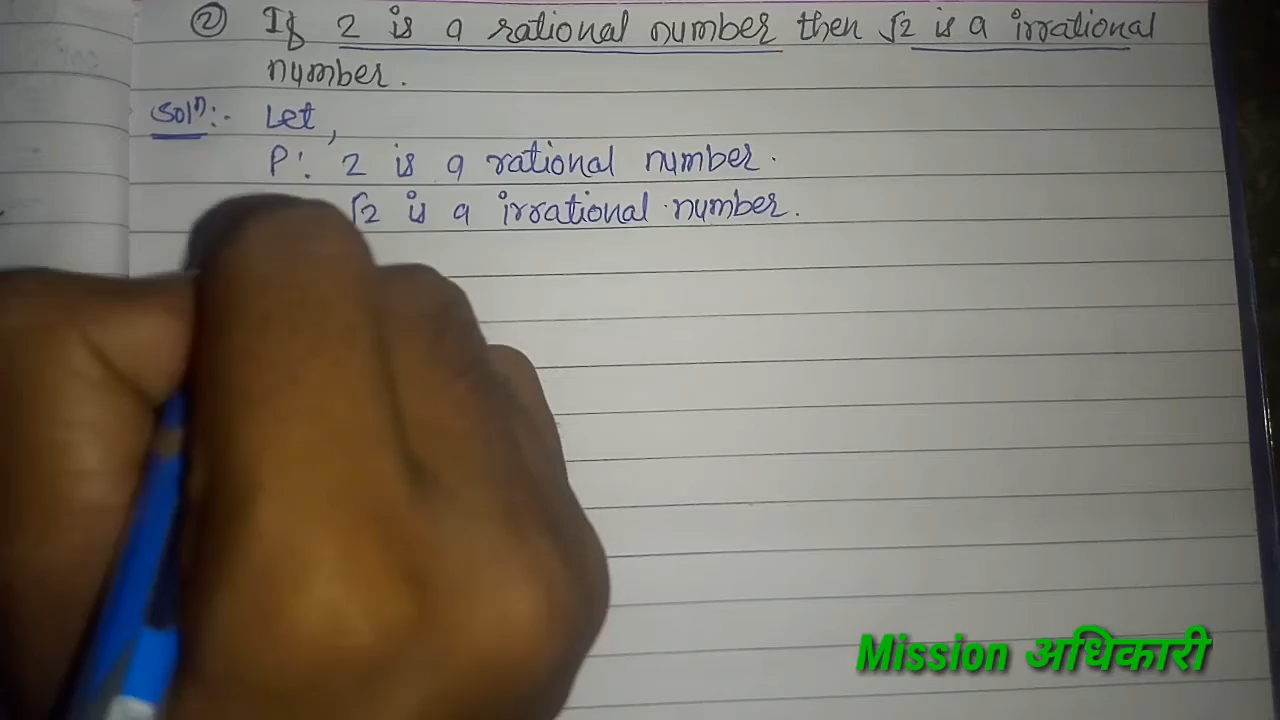 ② If 2 is a rational number then √2 is a irrational
number.
Solⁿ:- Let,
P: 2 is a rational number.
√2 is a irrational number.
Mission अधिकारी